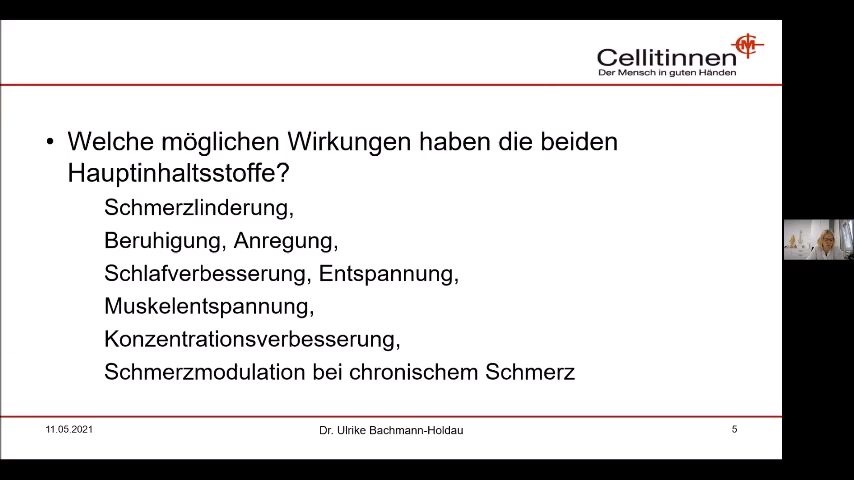 Cellitinnen
Der Mensch in guten Händen
• Welche möglichen Wirkungen haben die beiden
Hauptinhaltsstoffe?
Schmerzlinderung,
Beruhigung, Anregung,
Schlafverbesserung, Entspannung,
Muskelentspannung,
Konzentrationsverbesserung,
Schmerzmodulation bei chronischem Schmerz
11.05.2021
Dr. Ulrike Bachmann-Holdau
5